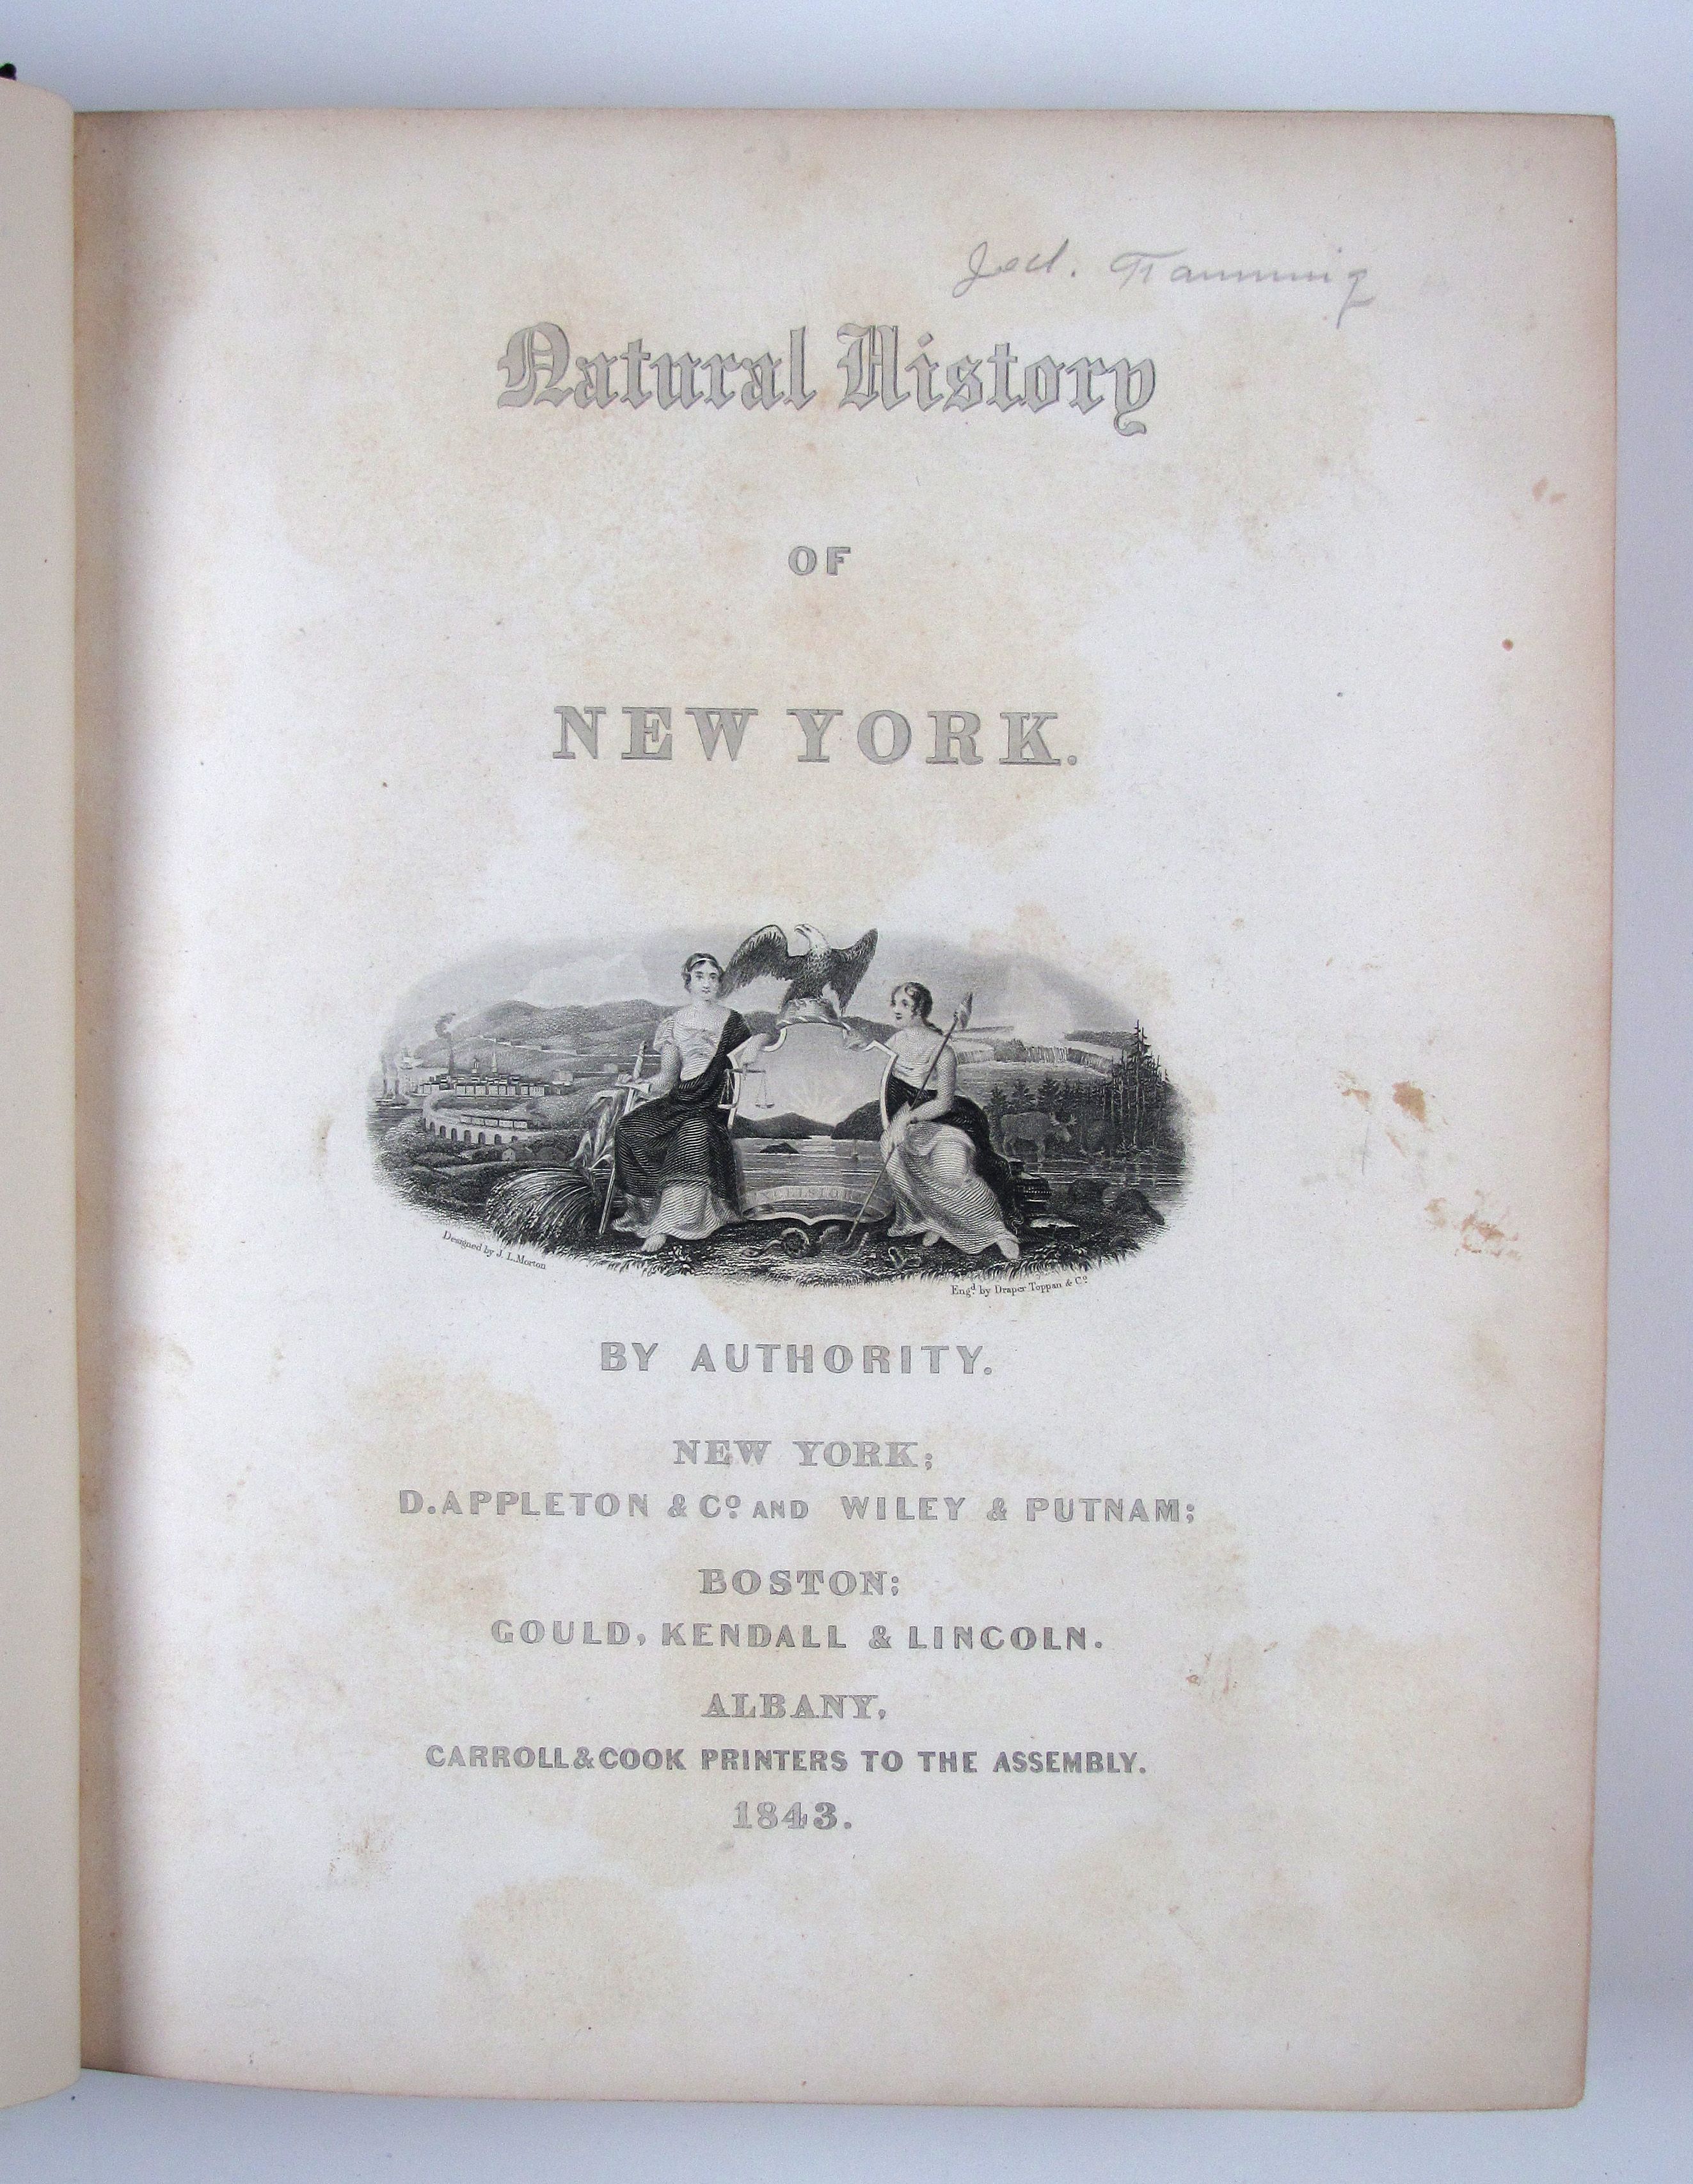 Natural History
OF
NEW YORK.
EXCELSIOR
Designed by J. L. Morton
Engd. by Draper Toppan & Co.
BY AUTHORITY.
NEW YORK;
D. APPLETON & Co. AND WILEY & PUTNAM;
BOSTON;
GOULD, KENDALL & LINCOLN.
ALBANY,
CARROLL & COOK PRINTERS TO THE ASSEMBLY.
1843.